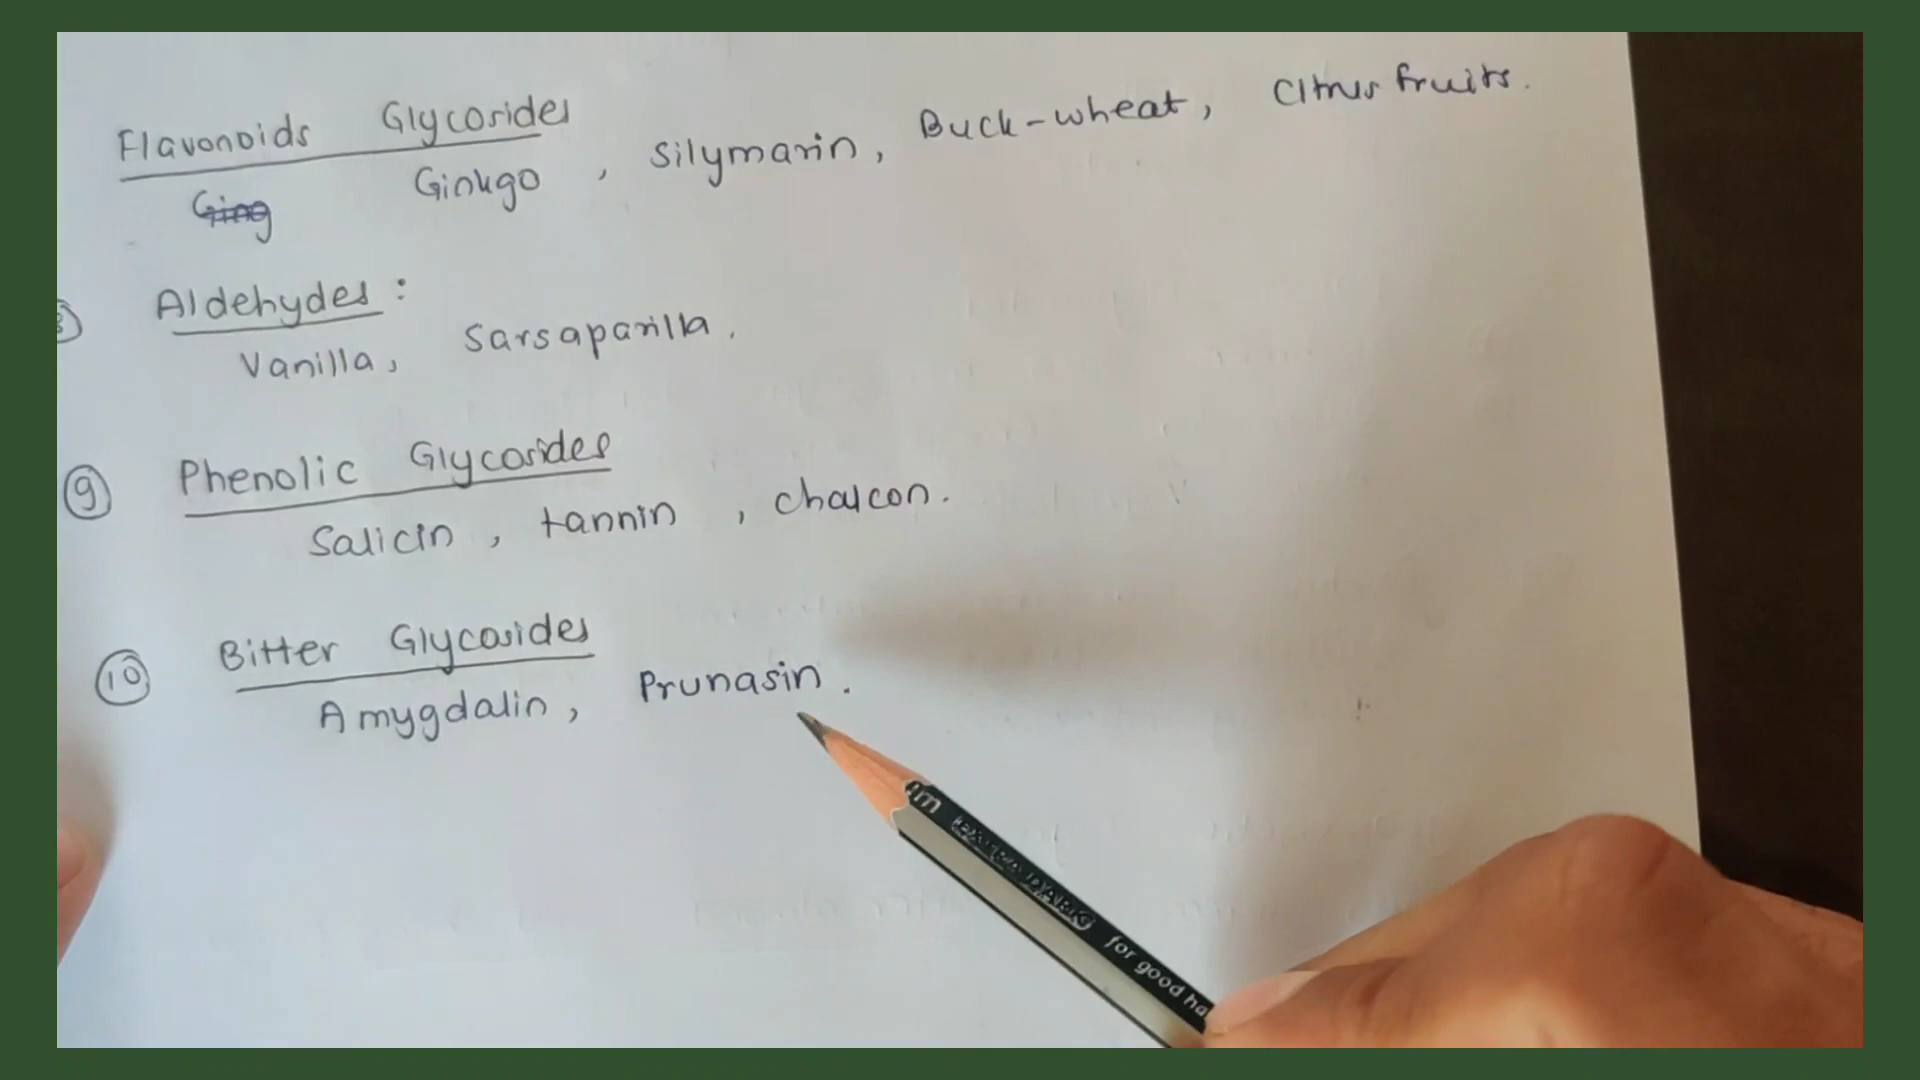 Flavonoids Glycosides
Ginkgo, Silymarin, Buck-wheat, Citrus fruits.
Aldehydes:
Vanilla, Sarsaparilla.
9 Phenolic Glycosides
Salicin, tannin, chalcon.
10 Bitter Glycosides
Amygdalin, Prunasin.
for good ha